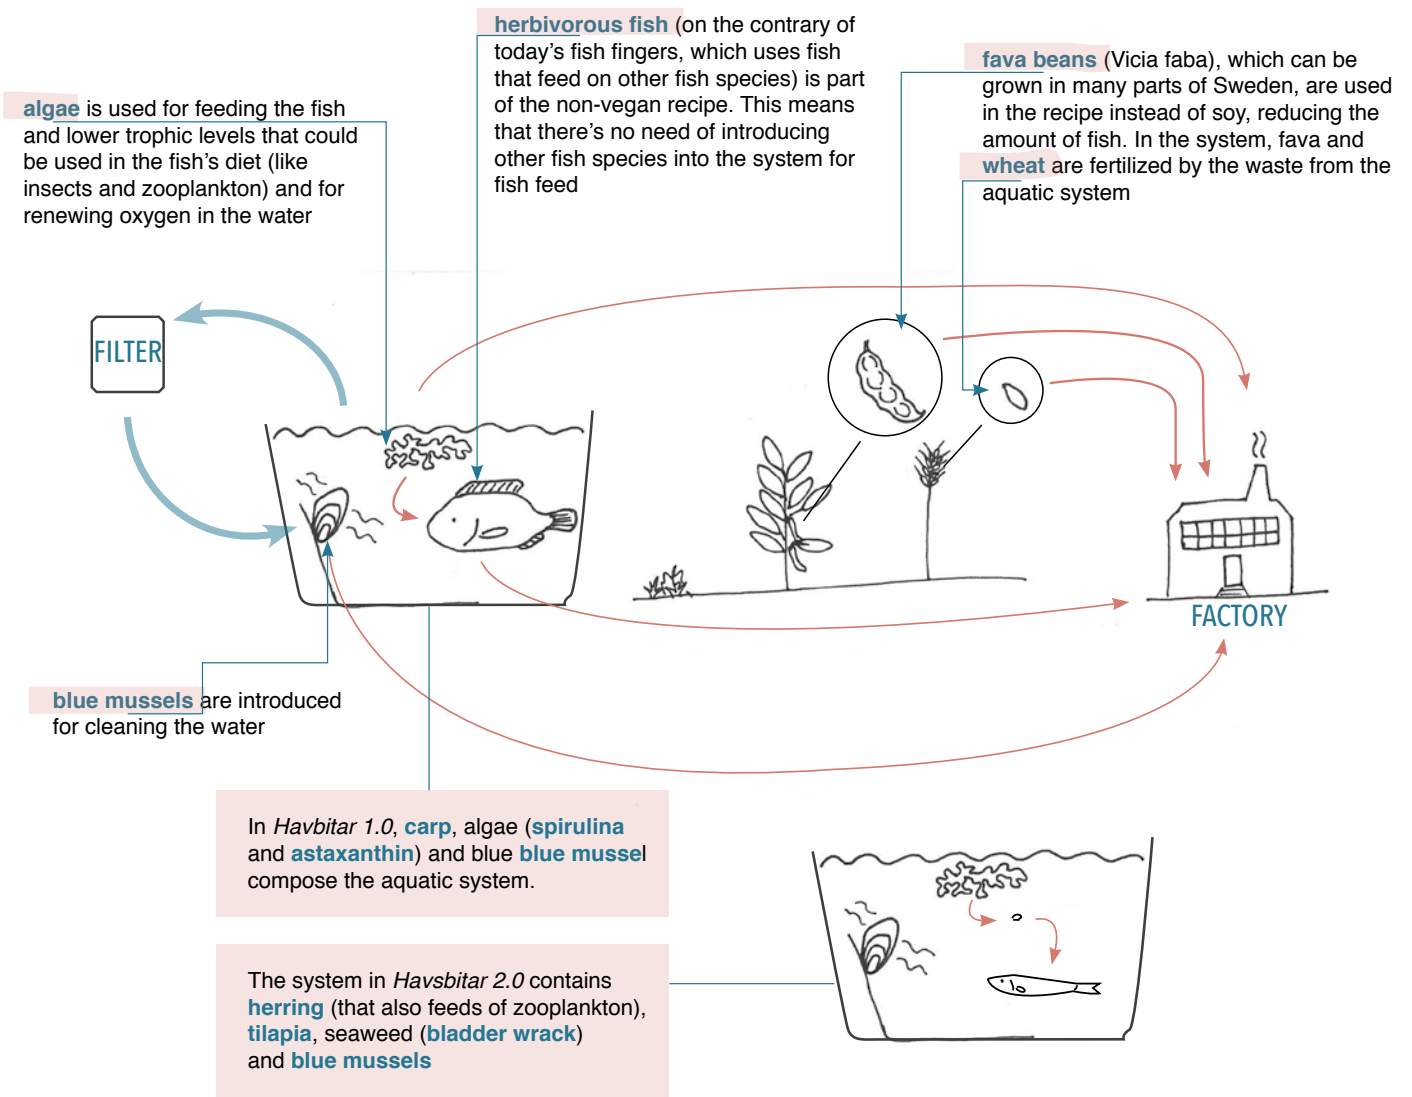 herbivorous fish (on the contrary of
today's fish fingers, which uses fish
that feed on other fish species) is part
of the non-vegan recipe. This means
that there's no need of introducing
other fish species into the system for
fish feed
fava beans (Vicia faba), which can be
grown in many parts of Sweden, are used
in the recipe instead of soy, reducing the
amount of fish. In the system, fava and
wheat are fertilized by the waste from the
aquatic system
algae is used for feeding the fish
and lower trophic levels that could
be used in the fish's diet (like
insects and zooplankton) and for
renewing oxygen in the water
FILTER
FACTORY
blue mussels are introduced
for cleaning the water
In Havbitar 1.0, carp, algae (spirulina
and astaxanthin) and blue blue mussel
compose the aquatic system.
The system in Havsbitar 2.0 contains
herring (that also feeds of zooplankton),
tilapia, seaweed (bladder wrack)
and blue mussels